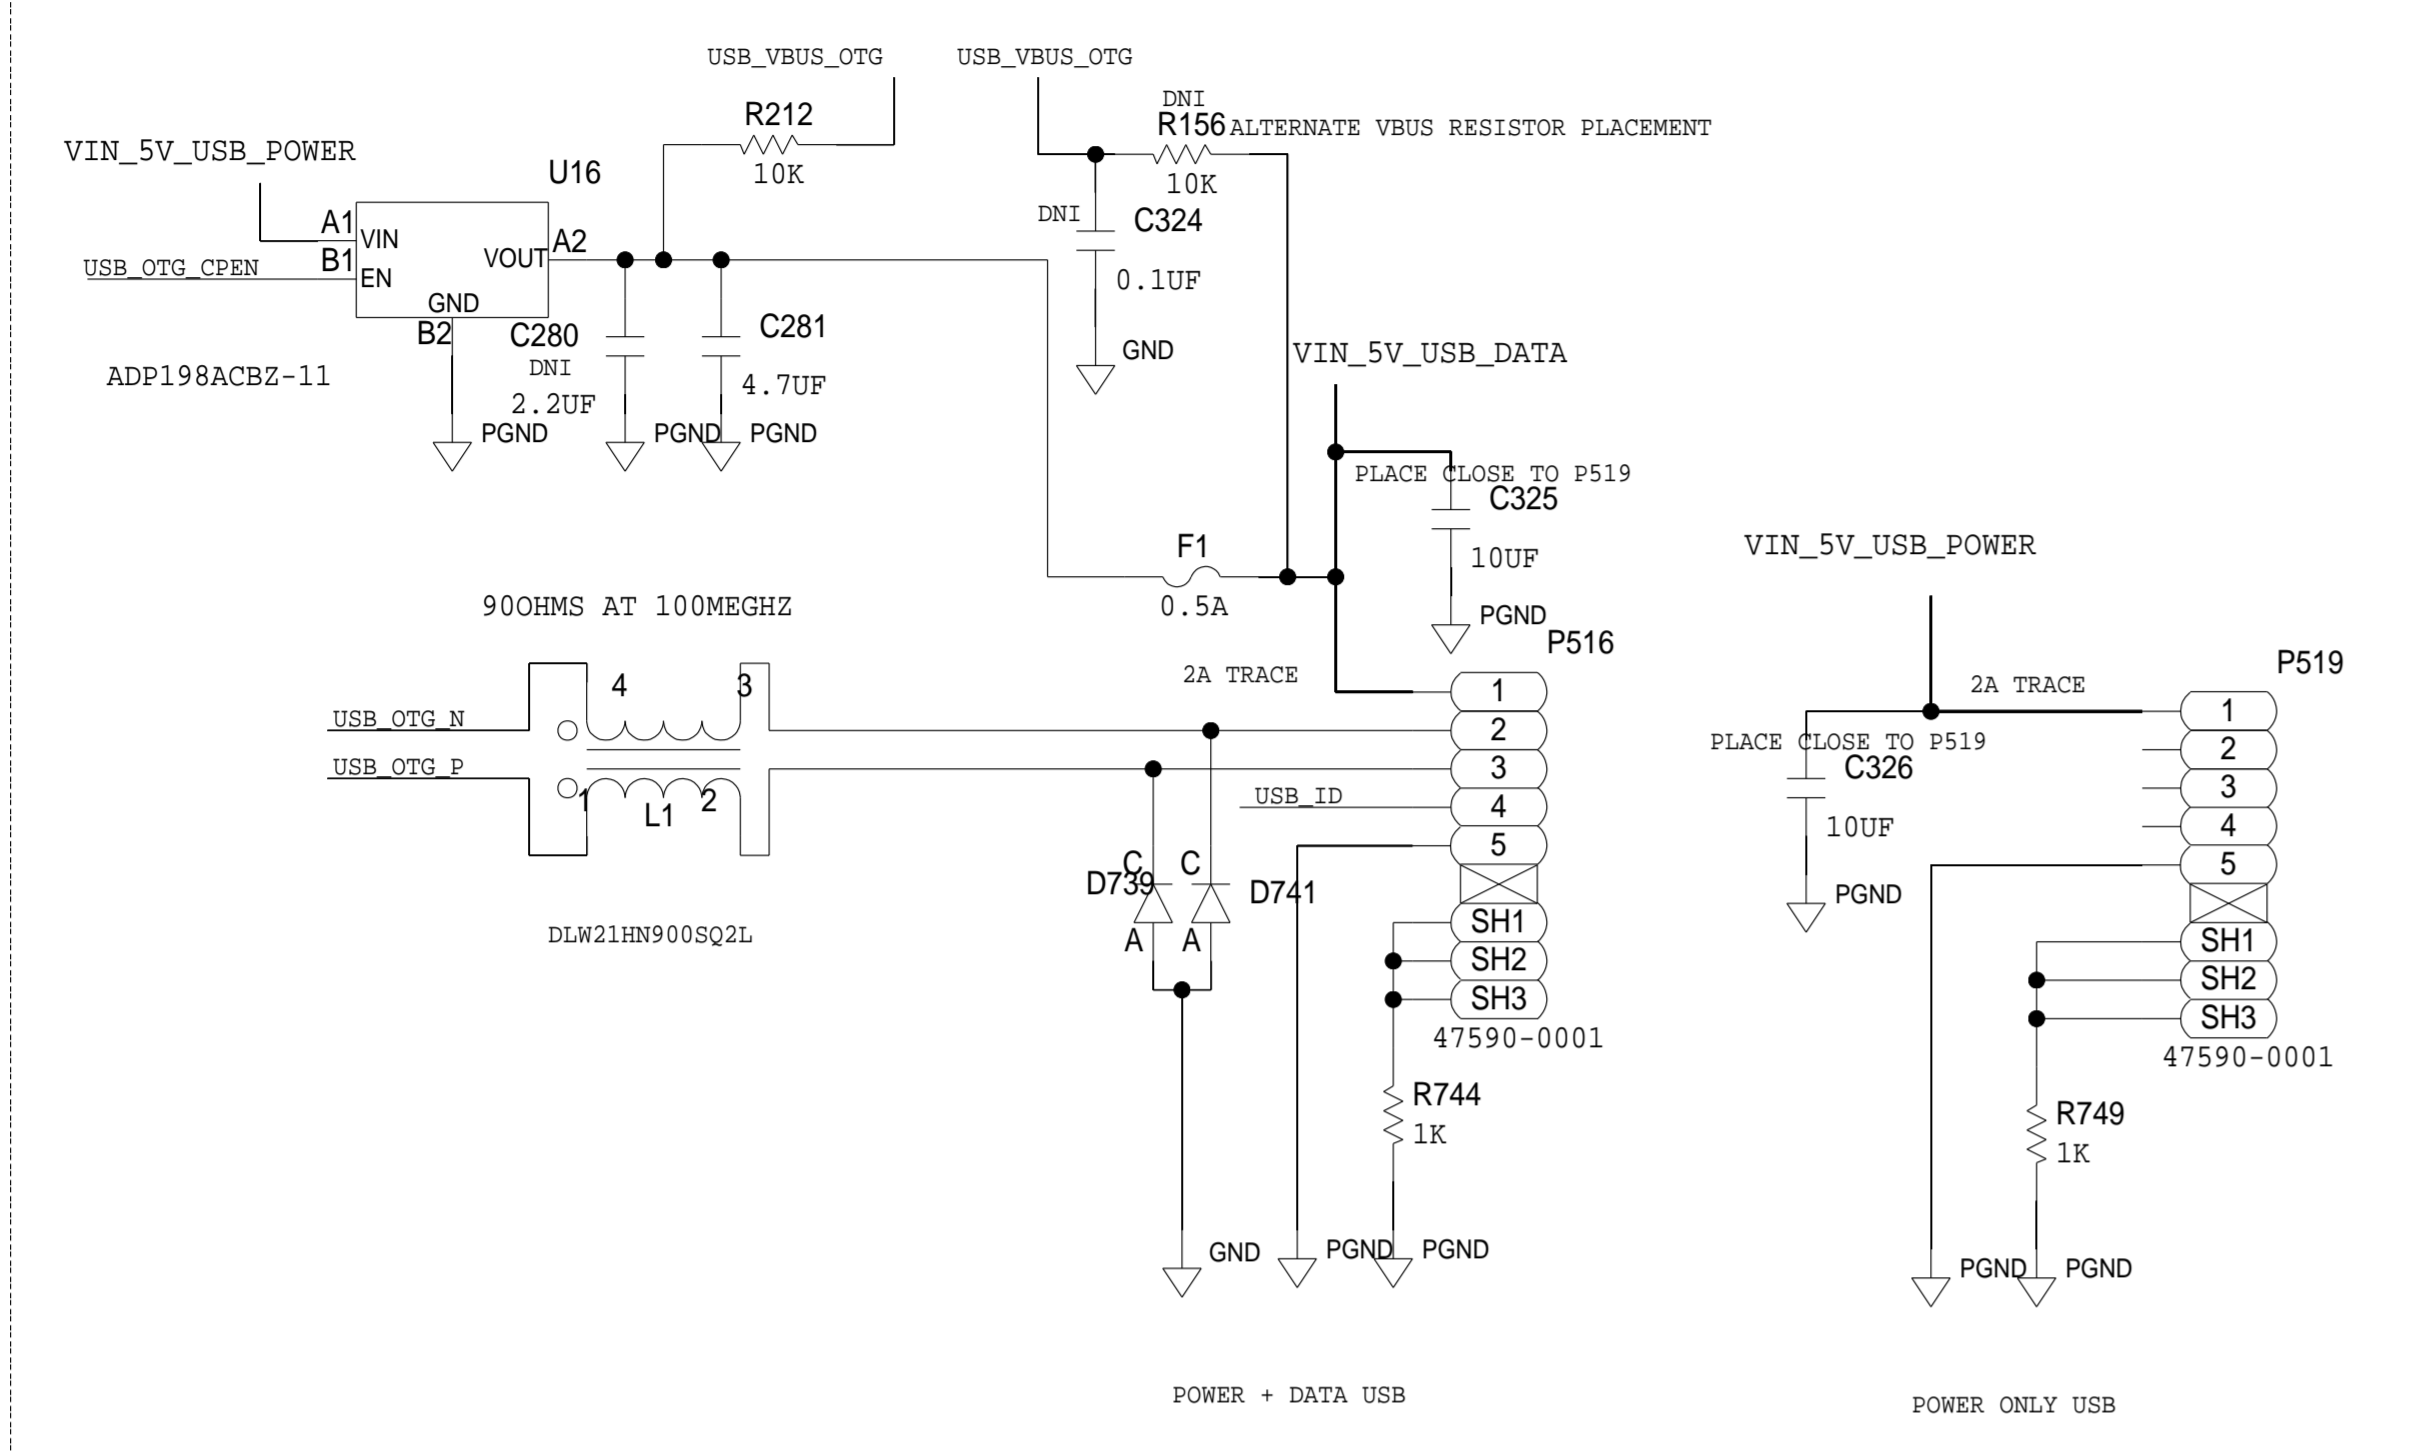 USB_VBUS_OTG
USB_VBUS_OTG
DNI
R212
R156 ALTERNATE VBUS RESISTOR PLACEMENT
10K
10K
VIN_5V_USB_POWER
U16
A1
VIN
B1
EN
USB_OTG_CPEN
VOUT
A2
GND
B2
ADP198ACBZ-11
PGND
C280
DNI
2.2UF
PGND
C281
4.7UF
PGND
DNI
C324
0.1UF
GND
VIN_5V_USB_DATA
PLACE CLOSE TO P519
C325
10UF
PGND
F1
0.5A
90OHMS AT 100MEGHZ
4
3
USB_OTG_N
USB_OTG_P
1
L1
2
DLW21HN900SQ2L
2A TRACE
P516
1
2
3
USB_ID
4
5
SH1
SH2
SH3
47590-0001
C
C
D739
D741
A
A
R744
1K
GND
PGND
PGND
POWER + DATA USB
VIN_5V_USB_POWER
P519
2A TRACE
PLACE CLOSE TO P519
C326
10UF
PGND
1
2
3
4
5
SH1
SH2
SH3
47590-0001
R749
1K
PGND
PGND
POWER ONLY USB